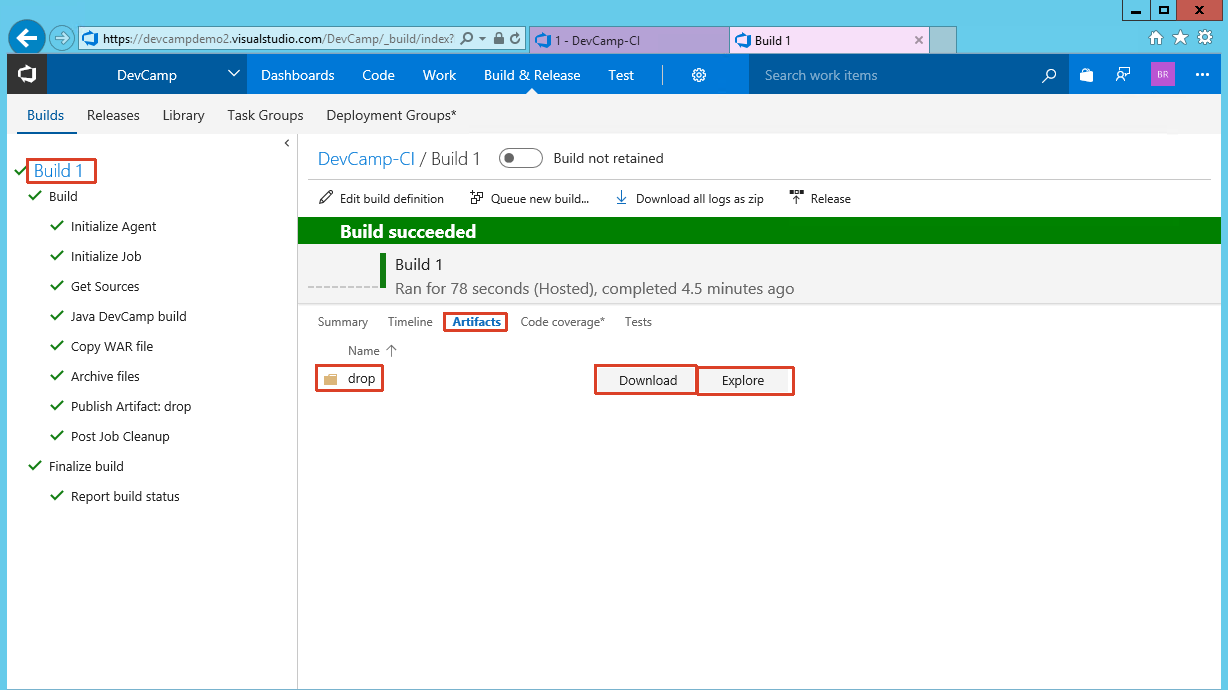 https://devcampdemo2.visualstudio.com/DevCamp/_build/index?
1 - DevCamp-CI
Build 1
DevCamp
Dashboards
Code
Work
Build & Release
Test
Search work items
BR
Builds
Releases
Library
Task Groups
Deployment Groups*
Build 1
Build
Initialize Agent
Initialize Job
Get Sources
Java DevCamp build
Copy WAR file
Archive files
Publish Artifact: drop
Post Job Cleanup
Finalize build
Report build status
DevCamp-CI / Build 1
Build not retained
Edit build definition
Queue new build...
Download all logs as zip
Release
Build succeeded
Build 1
Ran for 78 seconds (Hosted), completed 4.5 minutes ago
Summary
Timeline
Artifacts
Code coverage*
Tests
Name
drop
Download
Explore